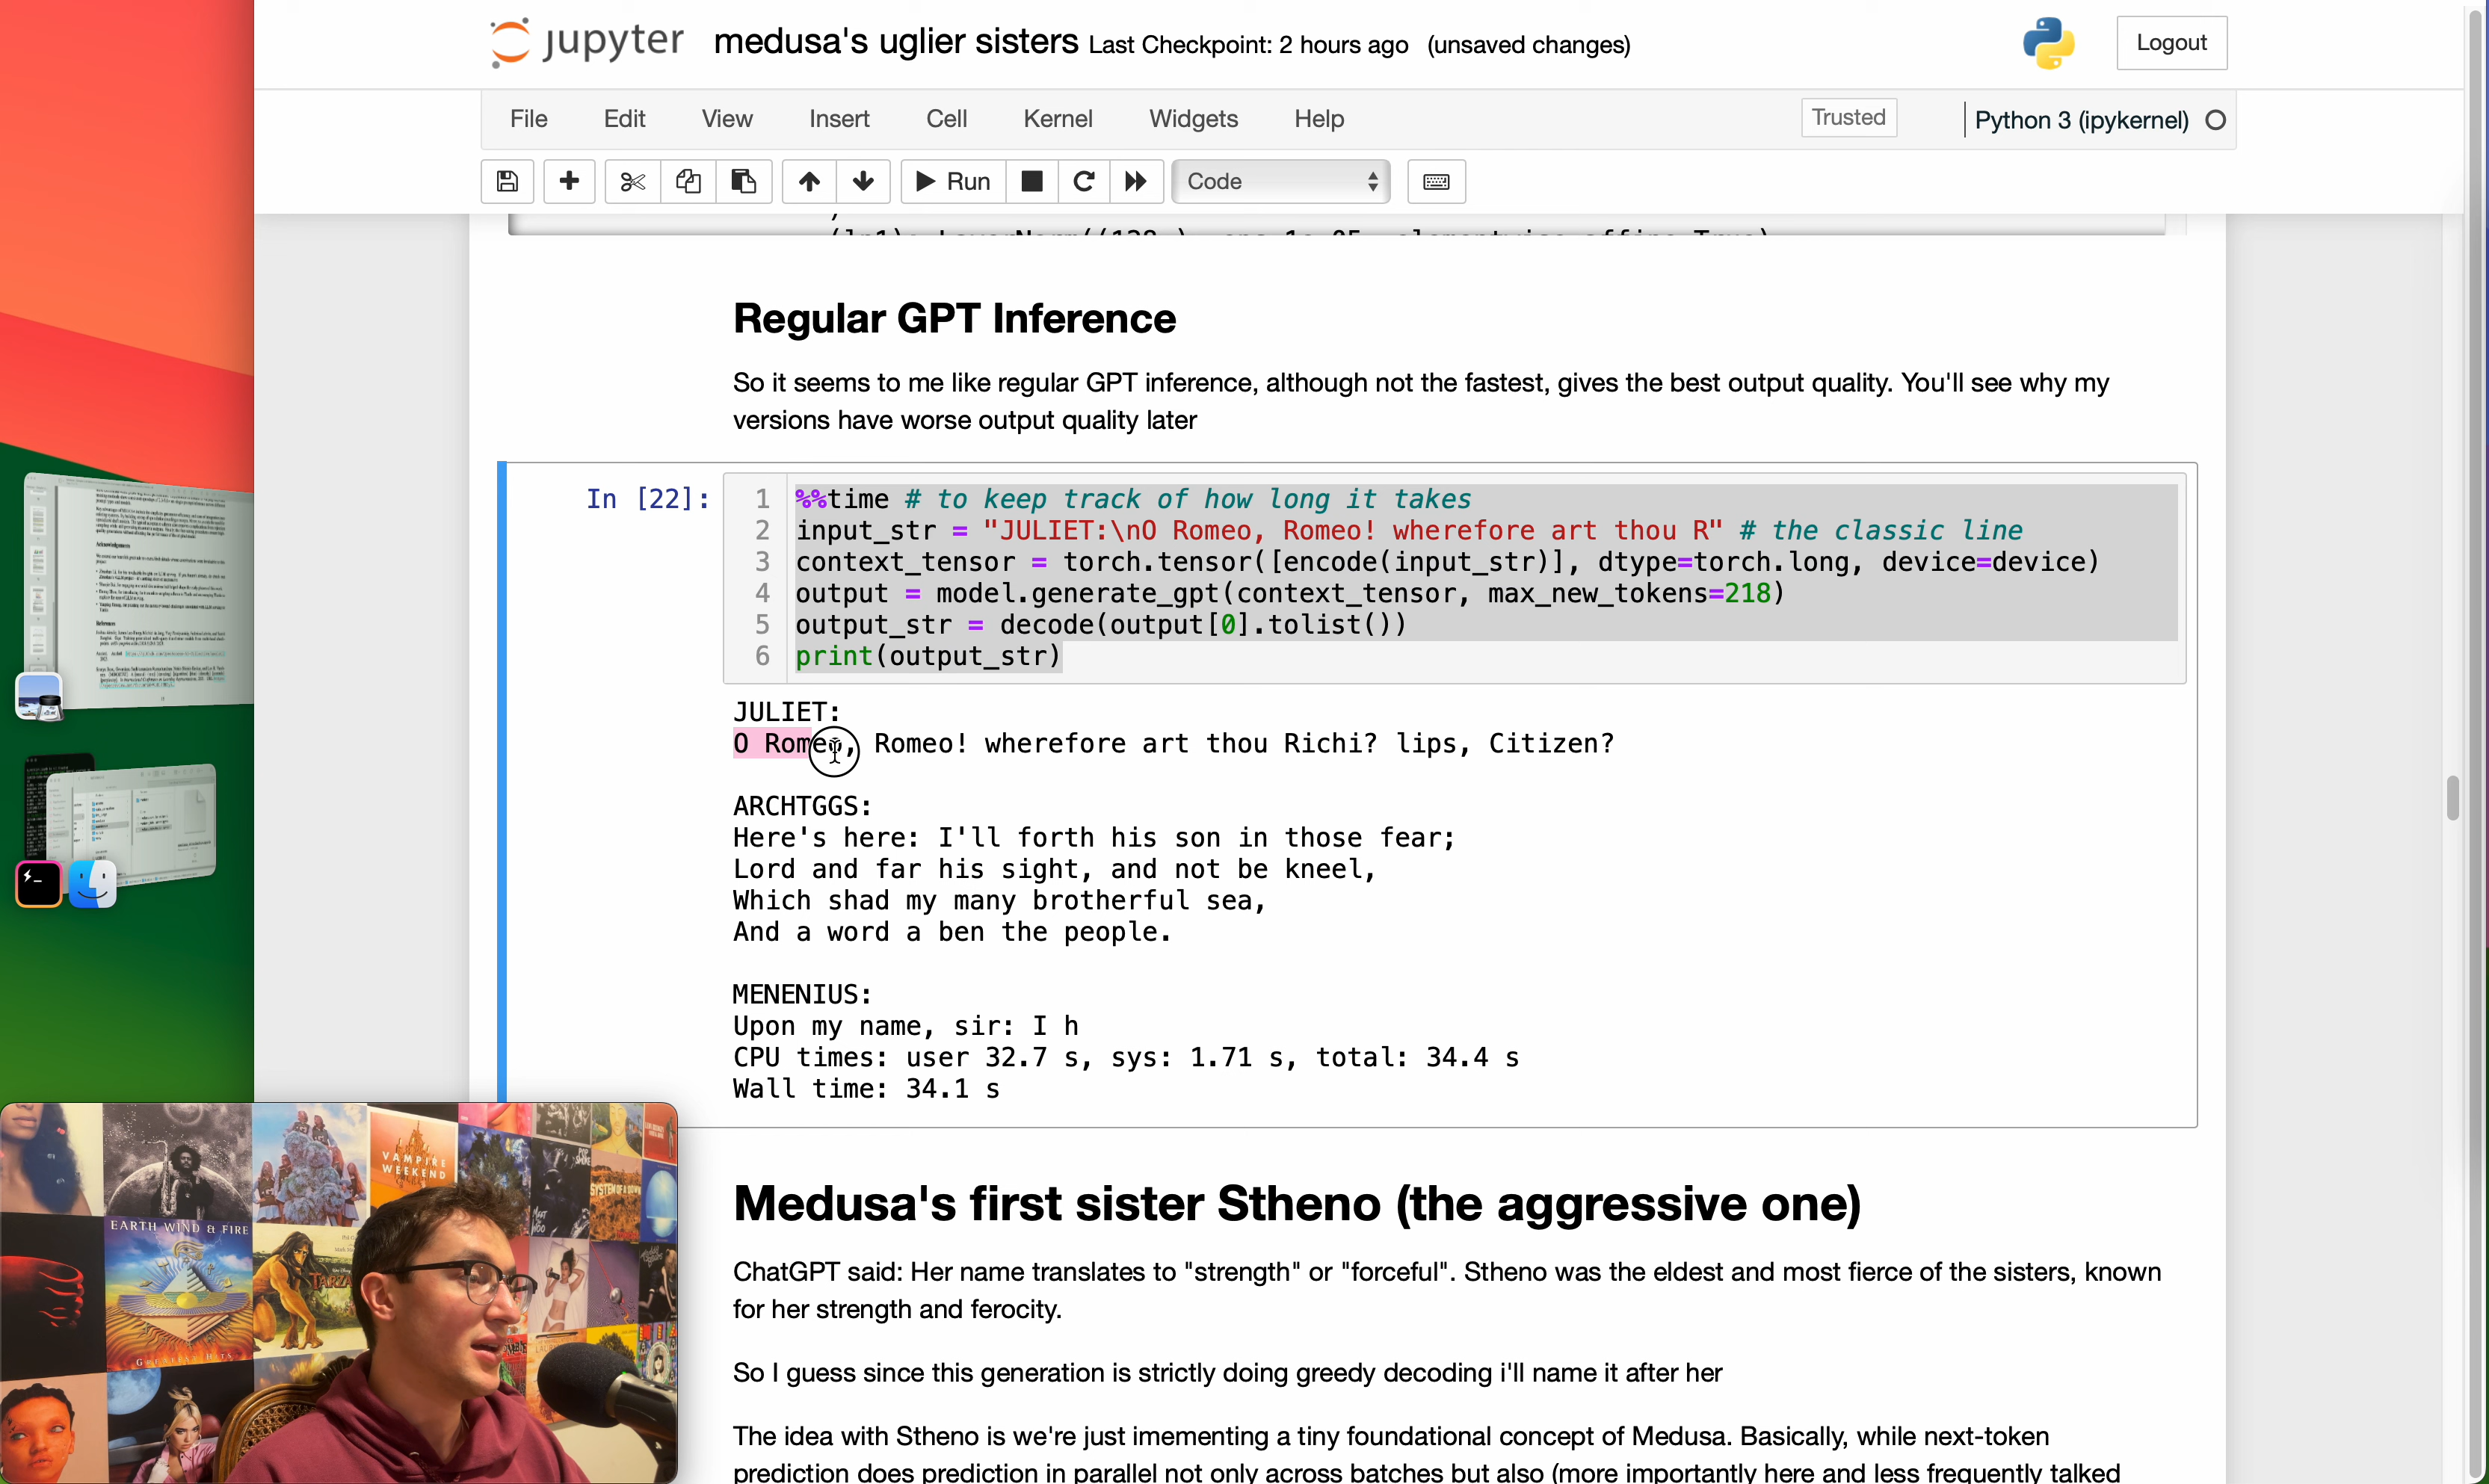 jupyter medusa's uglier sisters Last Checkpoint: 2 hours ago (unsaved changes)
Logout
File Edit View Insert Cell Kernel Widgets Help
Trusted
Python 3 (ipykernel)
Run
Code
Regular GPT Inference
So it seems to me like regular GPT inference, although not the fastest, gives the best output quality. You'll see why my
versions have worse output quality later
In [22]:
1 %%time # to keep track of how long it takes
2 input_str = "JULIET:\nO Romeo, Romeo! wherefore art thou R" # the classic line
3 context_tensor = torch.tensor([encode(input_str)], dtype=torch.long, device=device)
4 output = model.generate_gpt(context_tensor, max_new_tokens=218)
5 output_str = decode(output[0].tolist())
6 print(output_str)
JULIET:
O Romeo, Romeo! wherefore art thou Richi? lips, Citizen?
ARCHTGGS:
Here's here: I'll forth his son in those fear;
Lord and far his sight, and not be kneel,
Which shad my many brotherful sea,
And a word a ben the people.
MENENIUS:
Upon my name, sir: I h
CPU times: user 32.7 s, sys: 1.71 s, total: 34.4 s
Wall time: 34.1 s
Medusa's first sister Stheno (the aggressive one)
ChatGPT said: Her name translates to "strength" or "forceful". Stheno was the eldest and most fierce of the sisters, known
for her strength and ferocity.
So I guess since this generation is strictly doing greedy decoding i'll name it after her
The idea with Stheno is we're just imementing a tiny foundational concept of Medusa. Basically, while next-token
prediction does prediction in parallel not only across batches but also (more importantly here and less frequently talked
VAMPIRE
WEEKEND
EARTH WIND & FIRE
GREATEST HITS
TARZAN
SYSTEM OF A DOWN